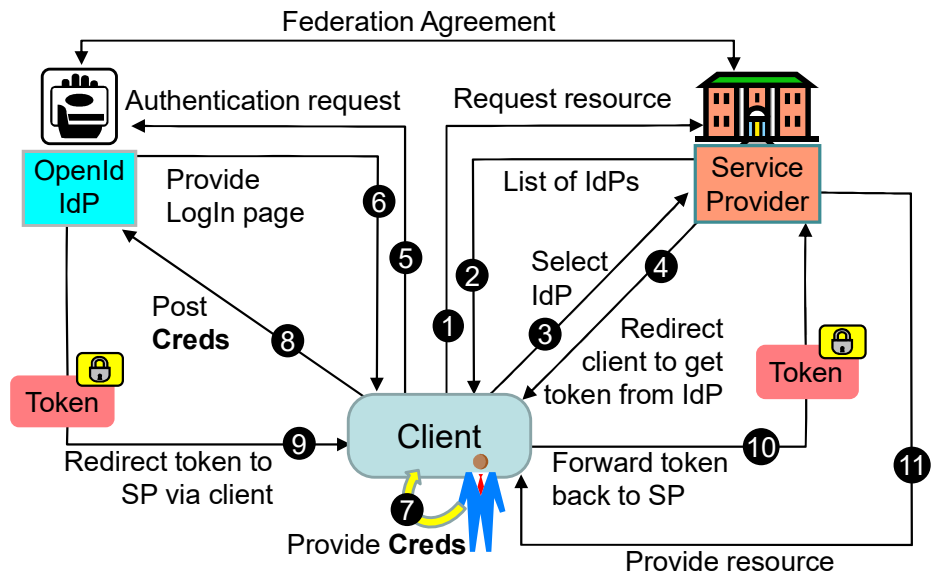 Federation Agreement
Authentication request
Request resource
OpenId
IdP
Provide
LogIn page
List of IdPs
Service
Provider
6
5
2
1
Select
IdP
3
4
Post
Creds
8
Redirect
client to get
token from IdP
Token
Token
Client
9
10
11
Redirect token to
SP via client
Forward token
back to SP
7
Provide Creds
Provide resource